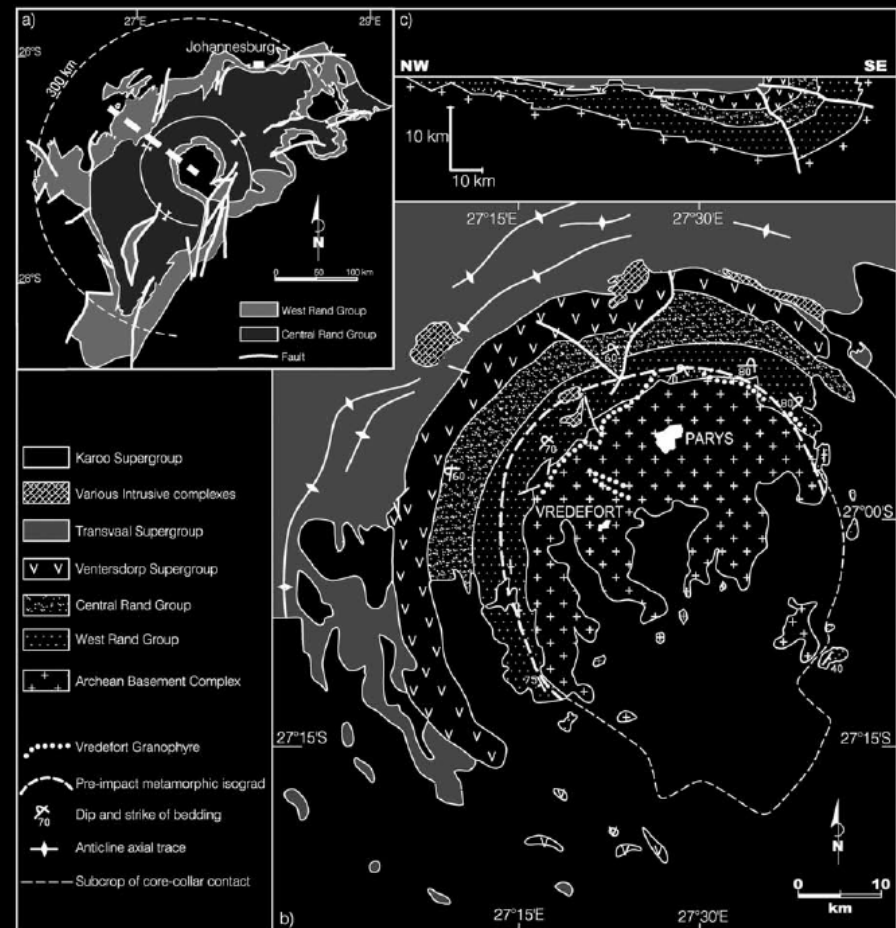 a)
27°E
29°E
26°S
Johannesburg
300 km
N
28°S
0 50 100 km
West Rand Group
Central Rand Group
Fault
c)
NW
SE
10 km
10 km
27°15'E
27°30'E
60
70
80
80
70
60
PARYS
VREDEFORT
27°00'S
75
40
27°15'S
27°15'S
N
0 10
km
27°15'E
27°30'E
b)
Karoo Supergroup
Various Intrusive complexes
Transvaal Supergroup
Ventersdorp Supergroup
Central Rand Group
West Rand Group
Archean Basement Complex
Vredefort Granophyre
Pre-impact metamorphic isograd
70
Dip and strike of bedding
Anticline axial trace
Subcrop of core-collar contact